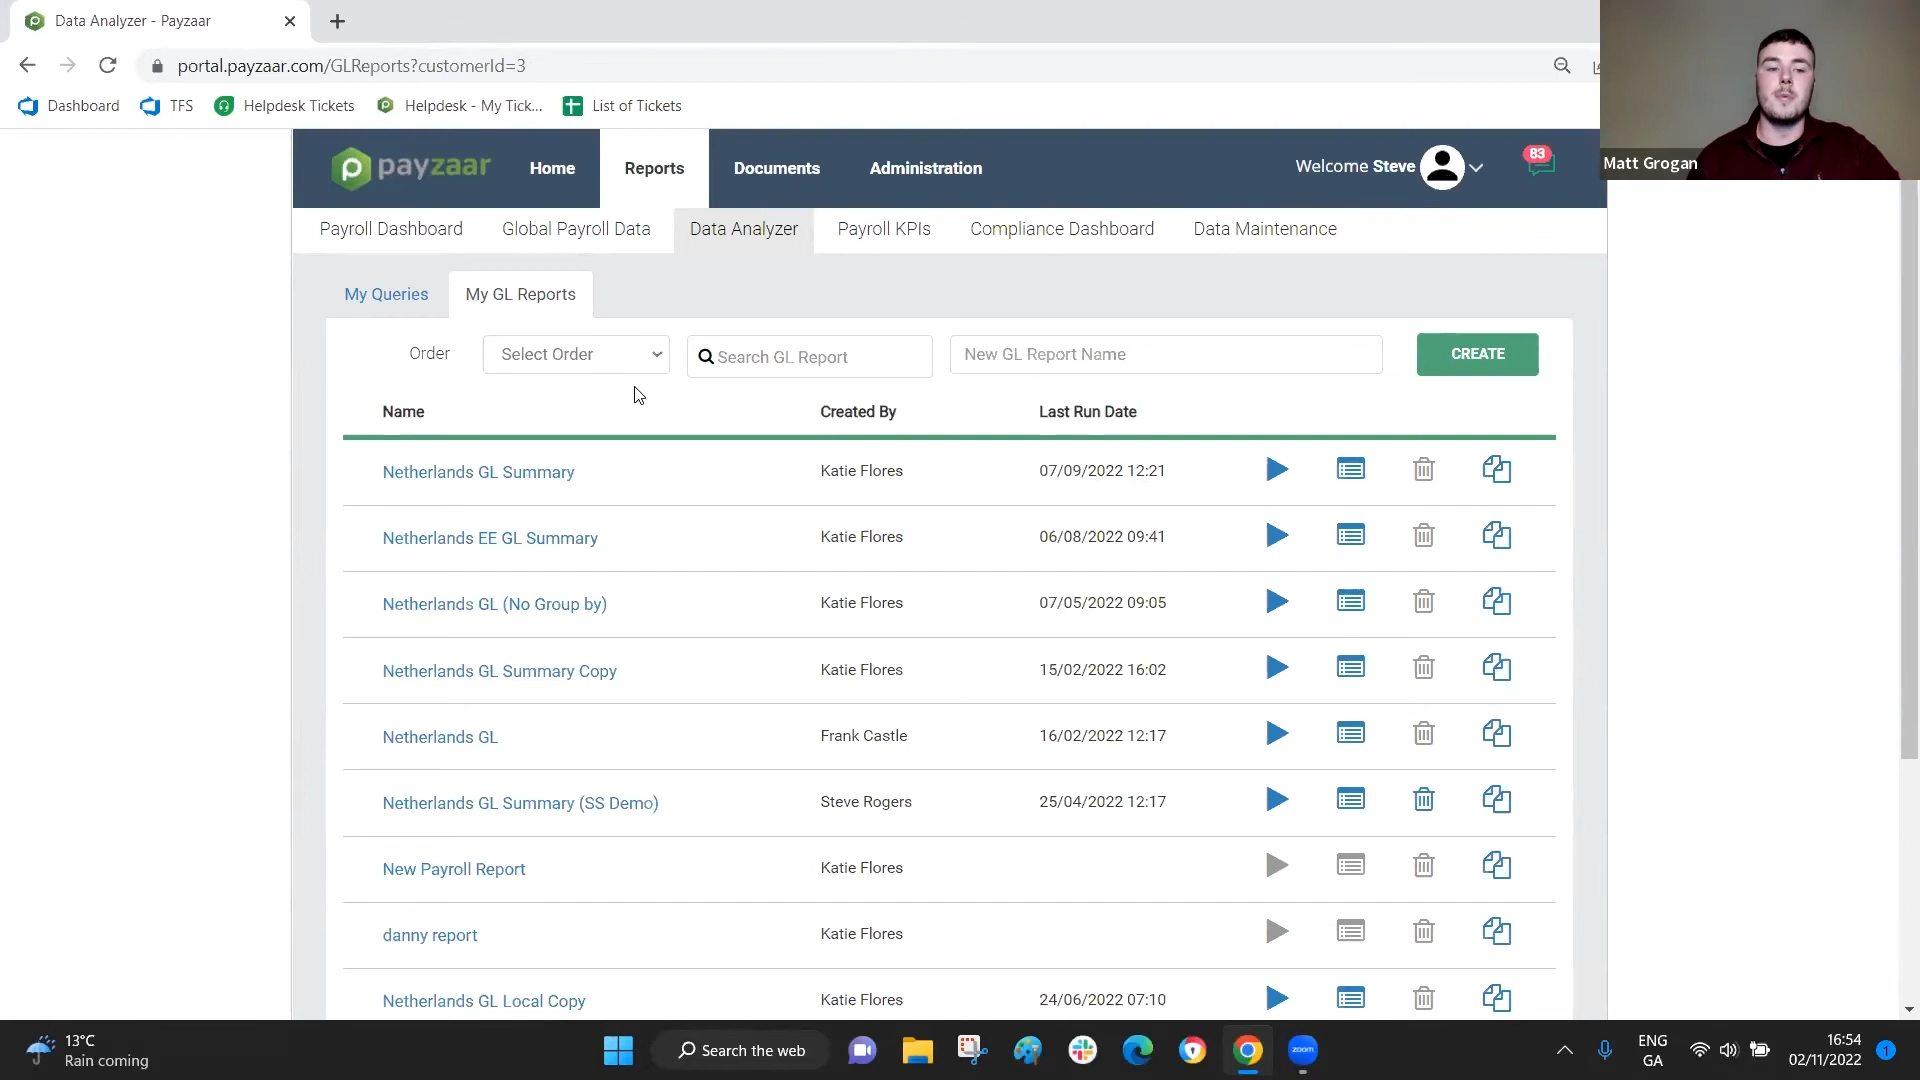 Data Analyzer - Payzaar
portal.payzaar.com/GLReports?customerId=3
Dashboard TFS Helpdesk Tickets Helpdesk - My Tick... List of Tickets
Matt Grogan
payzaar Home Reports Documents Administration Welcome Steve 83
Payroll Dashboard Global Payroll Data Data Analyzer Payroll KPIs Compliance Dashboard Data Maintenance
My Queries My GL Reports
Order Select Order Search GL Report New GL Report Name CREATE
Name Created By Last Run Date
Netherlands GL Summary Katie Flores 07/09/2022 12:21
Netherlands EE GL Summary Katie Flores 06/08/2022 09:41
Netherlands GL (No Group by) Katie Flores 07/05/2022 09:05
Netherlands GL Summary Copy Katie Flores 15/02/2022 16:02
Netherlands GL Frank Castle 16/02/2022 12:17
Netherlands GL Summary (SS Demo) Steve Rogers 25/04/2022 12:17
New Payroll Report Katie Flores
danny report Katie Flores
Netherlands GL Local Copy Katie Flores 24/06/2022 07:10
13°C
Rain coming
Search the web
zoom
ENG
GA
16:54
02/11/2022
1